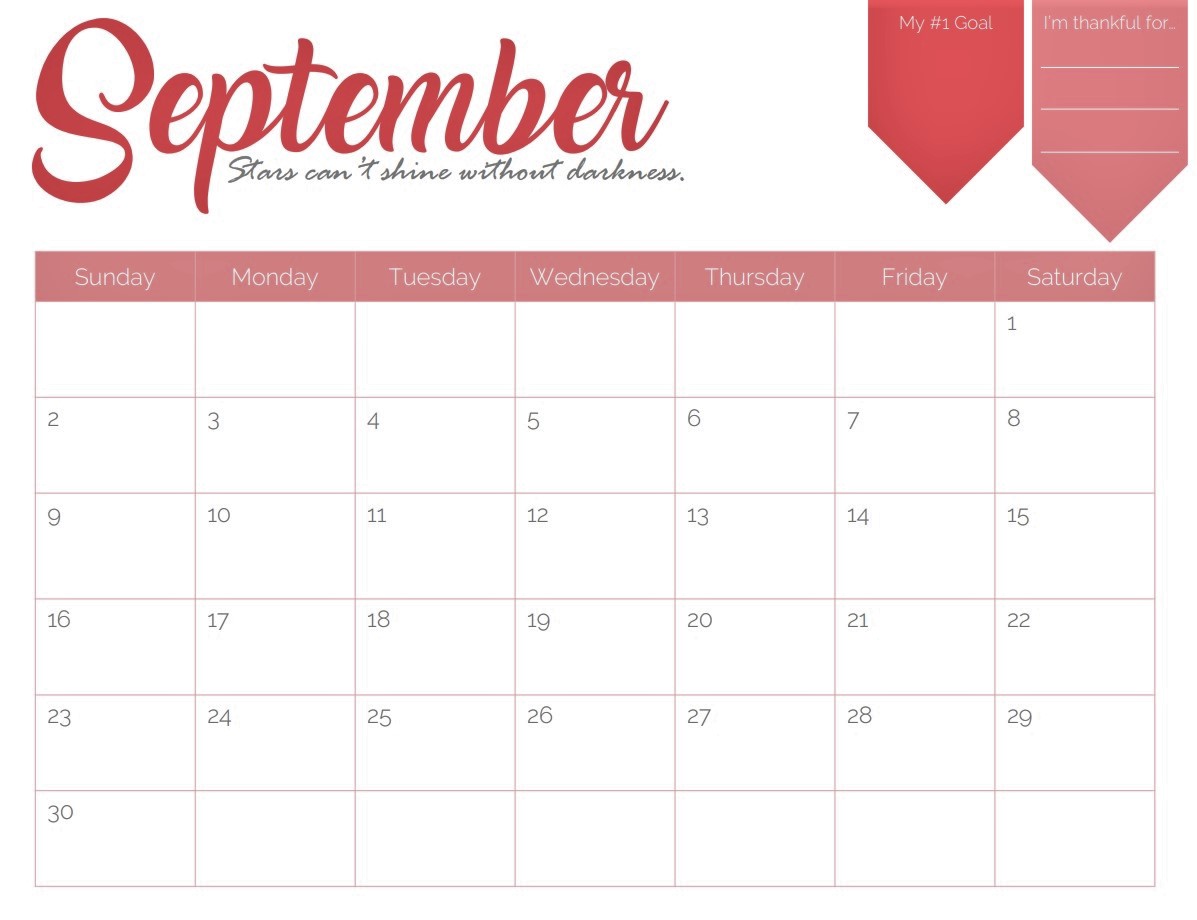 September
Stars can't shine without darkness.
My #1 Goal
I'm thankful for...
Sunday Monday Tuesday Wednesday Thursday Friday Saturday
1
2 3 4 5 6 7 8
9 10 11 12 13 14 15
16 17 18 19 20 21 22
23 24 25 26 27 28 29
30